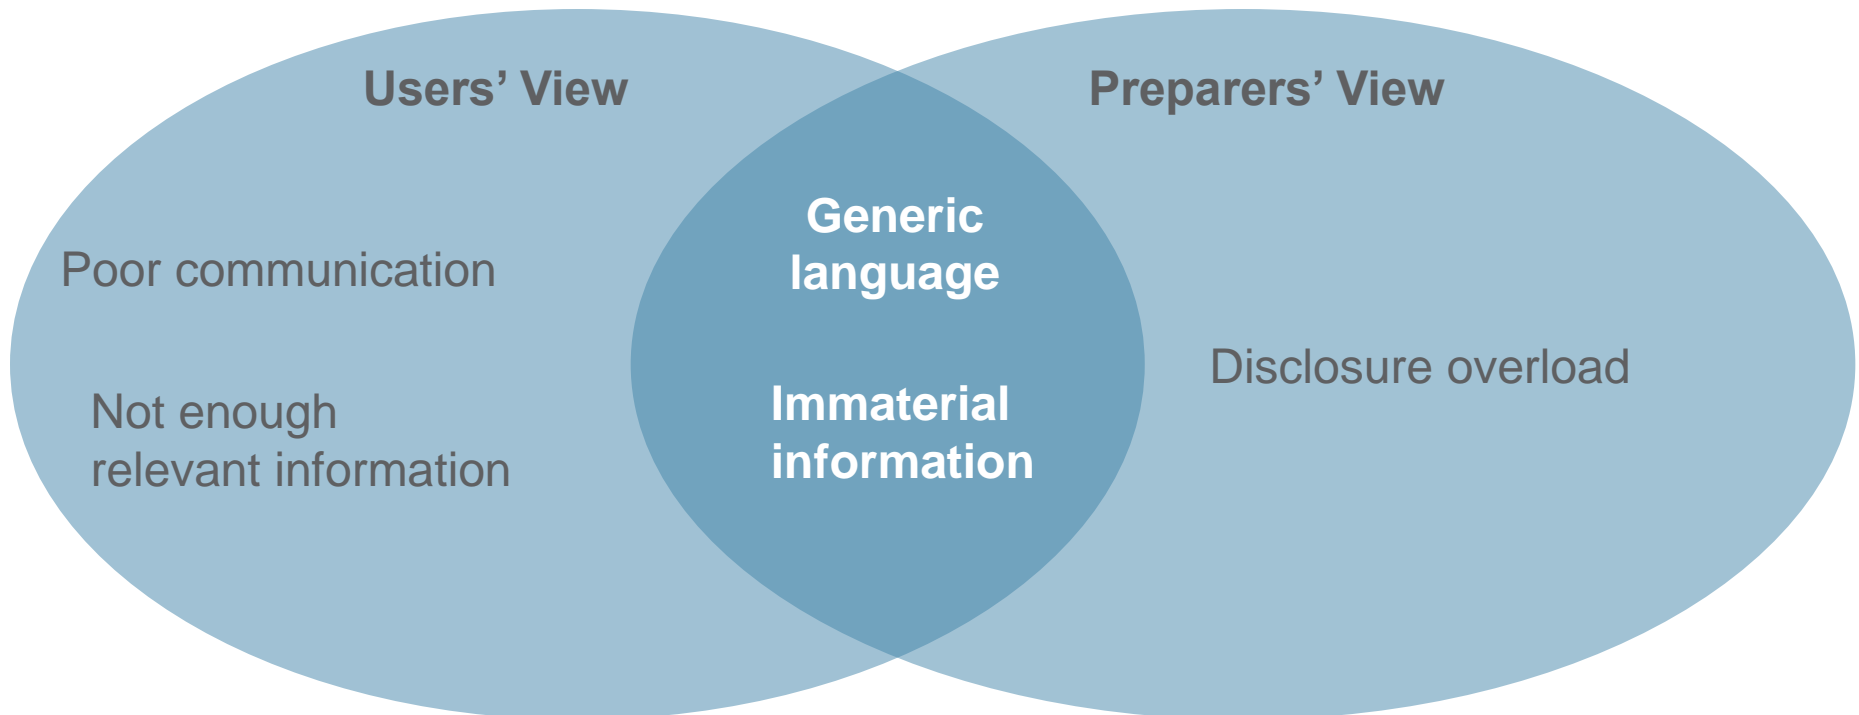 Users’ View
Preparers’ View
Poor communication
Not enough
relevant information
Generic
language
Immaterial
information
Disclosure overload